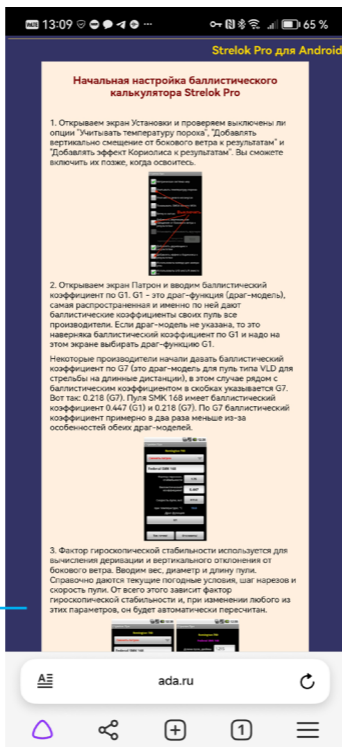 13:09
65 %
Strelok Pro для Android
Начальная настройка баллистического
калькулятора Strelok Pro
1. Открываем экран Установки и проверяем выключены ли
опции "Учитывать температуру пороха", "Добавлять
вертикально смещение от бокового ветра к результатам" и
"Добавлять эффект Кориолиса к результатам". Вы сможете
включить их позже, когда освоитесь.
2. Открываем экран Патрон и вводим баллистический
коэффициент по G1. G1 - это драг-функция (драг-модель),
самая распространенная и именно по ней дают
баллистические коэффициенты своих пуль все
производители. Если драг-модель не указана, то это
наверняка коэффициент по G1 и надо на
этом экране выбирать драг-функцию G1.
Некоторые производители начали давать баллистический
коэффициент по G7 (это драг-модель для пуль типа VLD для
стрельбы на длинные дистанции), в этом случае рядом с
баллистическим коэффициентом в скобках указывается G7.
Вот так: 0.218 (G7). Пуля SMK 168 имеет баллистический
коэффициент 0.447 (G1) и 0.218 (G7). По G7 баллистический
коэффициент примерно в два раза меньше из-за
особенностей обеих драг-моделей.
Federal SMK 168
0.447
3. Фактор гироскопической стабильности используется для
вычисления деривации и вертикального отклонения от
бокового ветра. Вводим вес, диаметр и длину пули.
Справочно даются текущие погодные условия, шаг нарезов и
скорость пули. От всего этого зависит фактор
гироскопической стабильности и, при изменении любого из
этих параметров, он будет автоматически пересчитан.
ada.ru
1